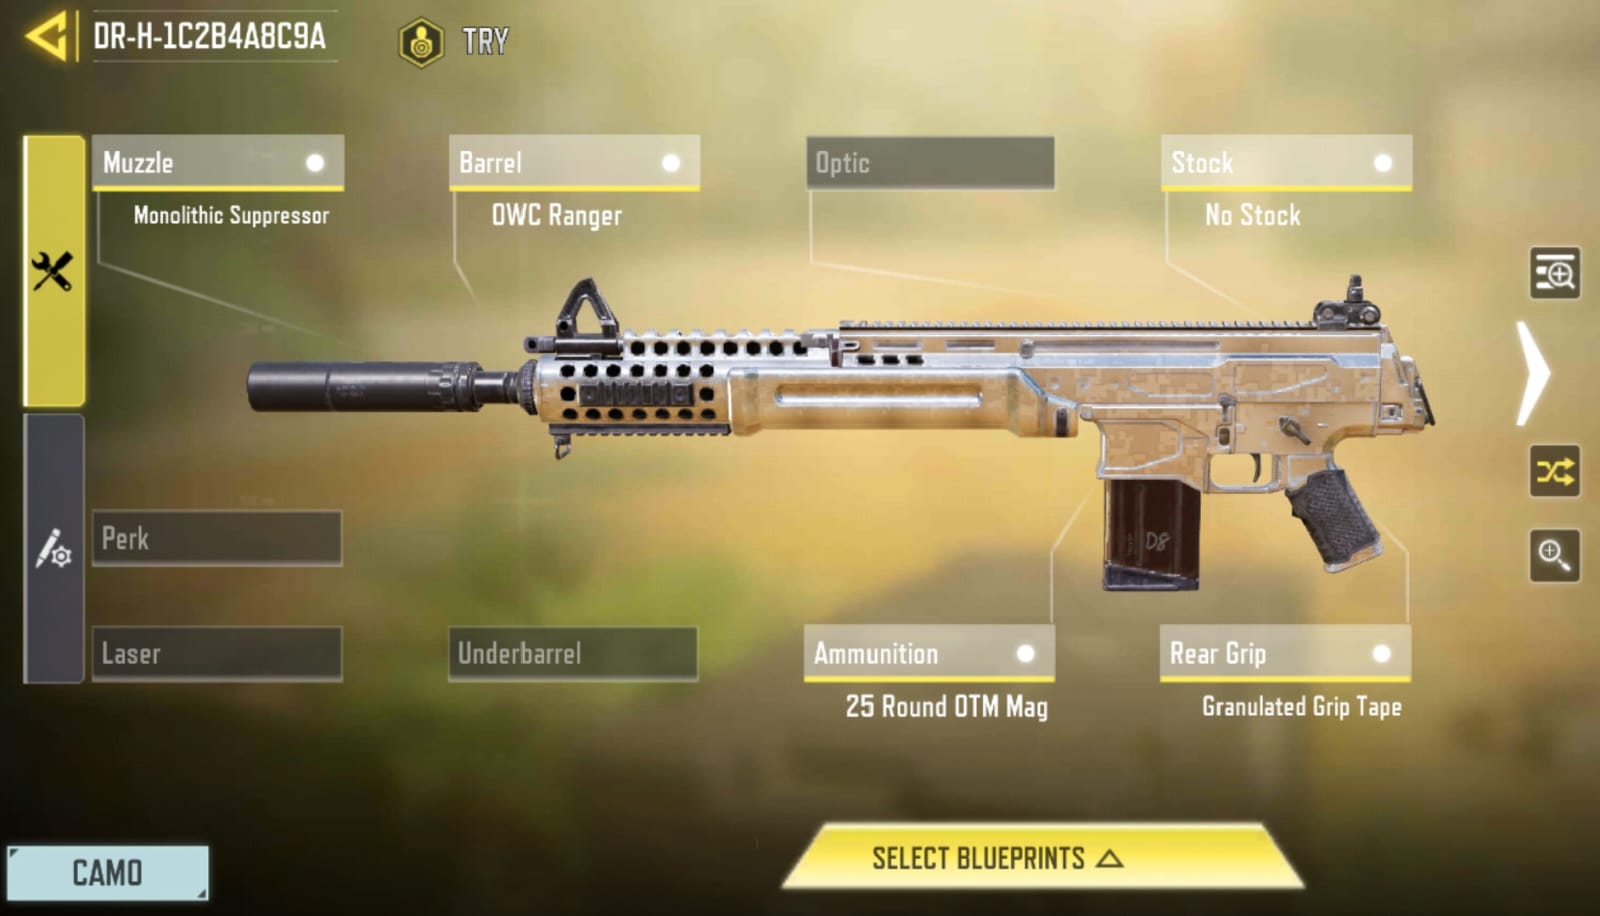 DR-H-1C2B4A8C9A
TRY
Muzzle
Barrel
Optic
Stock
Monolithic Suppressor
OWC Ranger
No Stock
D8
Perk
Laser
Underbarrel
Ammunition
Rear Grip
25 Round OTM Mag
Granulated Grip Tape
CAMO
SELECT BLUEPRINTS